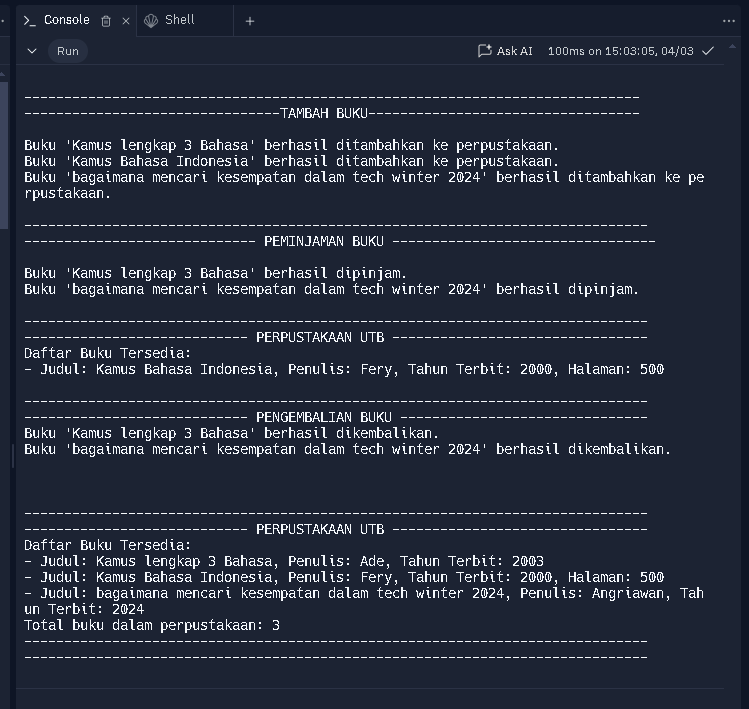 Console Shell
Run Ask AI 100ms on 15:03:05, 04/03
-----------------------------------------------------------------------------
--------------------------------TAMBAH BUKU----------------------------------
Buku 'Kamus lengkap 3 Bahasa' berhasil ditambahkan ke perpustakaan.
Buku 'Kamus Bahasa Indonesia' berhasil ditambahkan ke perpustakaan.
Buku 'bagaimana mencari kesempatan dalam tech winter 2024' berhasil ditambahkan ke pe
rpustakaan.
------------------------------------------------------------------------------
----------------------------- PEMINJAMAN BUKU ---------------------------------
Buku 'Kamus lengkap 3 Bahasa' berhasil dipinjam.
Buku 'bagaimana mencari kesempatan dalam tech winter 2024' berhasil dipinjam.
------------------------------------------------------------------------------
---------------------------- PERPUSTAKAAN UTB --------------------------------
Daftar Buku Tersedia:
- Judul: Kamus Bahasa Indonesia, Penulis: Fery, Tahun Terbit: 2000, Halaman: 500
------------------------------------------------------------------------------
---------------------------- PENGEMBALIAN BUKU -------------------------------
Buku 'Kamus lengkap 3 Bahasa' berhasil dikembalikan.
Buku 'bagaimana mencari kesempatan dalam tech winter 2024' berhasil dikembalikan.
------------------------------------------------------------------------------
---------------------------- PERPUSTAKAAN UTB --------------------------------
Daftar Buku Tersedia:
- Judul: Kamus lengkap 3 Bahasa, Penulis: Ade, Tahun Terbit: 2003
- Judul: Kamus Bahasa Indonesia, Penulis: Fery, Tahun Terbit: 2000, Halaman: 500
- Judul: bagaimana mencari kesempatan dalam tech winter 2024, Penulis: Angriawan, Tah
un Terbit: 2024
Total buku dalam perpustakaan: 3
------------------------------------------------------------------------------
------------------------------------------------------------------------------